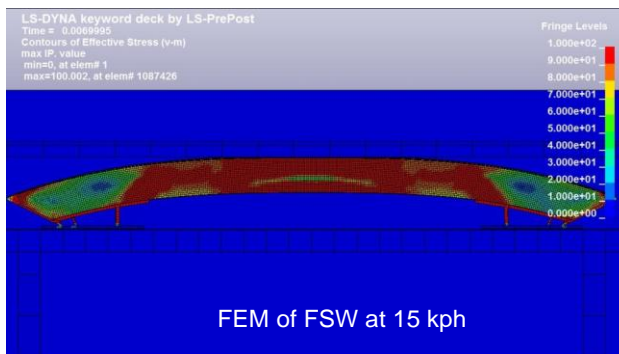 LS-DYNA keyword deck by LS-PrePost
Time = 0.0069995
Contours of Effective Stress (v-m)
max IP. value
min=0, at elem# 1
max=100.002, at elem# 1087426
Fringe Levels
1.000e+02
9.000e+01
8.000e+01
7.000e+01
6.000e+01
5.000e+01
4.000e+01
3.000e+01
2.000e+01
1.000e+01
0.000e+00
FEM of FSW at 15 kph